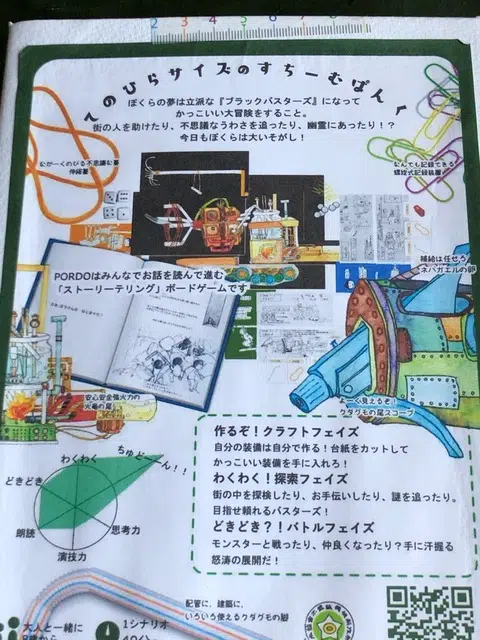 2 3 4 5 6 7 8
てのひらサイズのすちーむぱんく
ぼくらの夢は立派な『ブラックバスターズ』になって
かっこいい大冒険をすること。
街の人を助けたり、不思議なうわさを追ったり、幽霊にあったり！？
今日もぼくらは大いそがし！
なが～くのびる不思議な蔓
伸縮蔓
なんでも記録できる
螺旋式記録装置
補給は任せろ
ネバガエルの卵
PORDOはみんなでお話を読んで進む
「ストーリーテリング」ボードゲームです
安心安全強火力の
火竜の尾
よーく見えるぞ！
クダグモの尾スコープ
作るぞ！クラフトフェイズ
自分の装備は自分で作る！台紙をカットして
かっこいい装備を手に入れろ！
わくわく！探索フェイズ
街の中を探検したり、お手伝いしたり、謎を追ったり。
目指せ頼れるバスターズ！
どきどき？！バトルフェイズ
モンスターと戦ったり、仲良くなったり？手に汗握る
怒涛の展開だ！
わくわく
ちゅどーん！！
どきどき
思考力
朗読
演技力
配管に、建築に、
いろいろ使えるクダグモの脚
大人と一緒に
1シナリオ